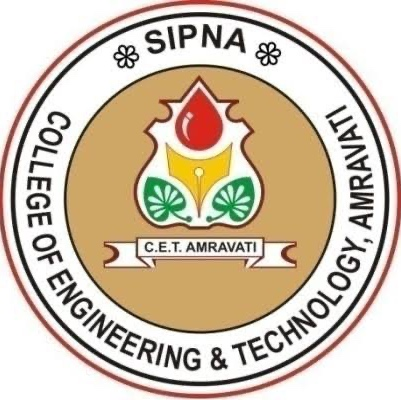 SIPNA
COLLEGE OF ENGINEERING & TECHNOLOGY, AMRAVATI
C.E.T. AMRAVATI